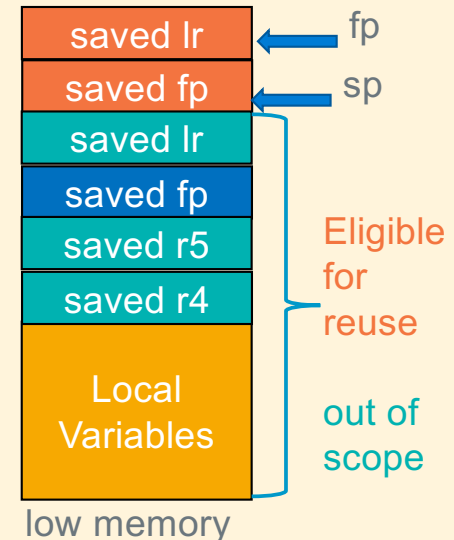 saved lr
fp
saved fp
sp
saved lr
saved fp
saved r5
Eligible
for
reuse
saved r4
Local
Variables
out of
scope
low memory